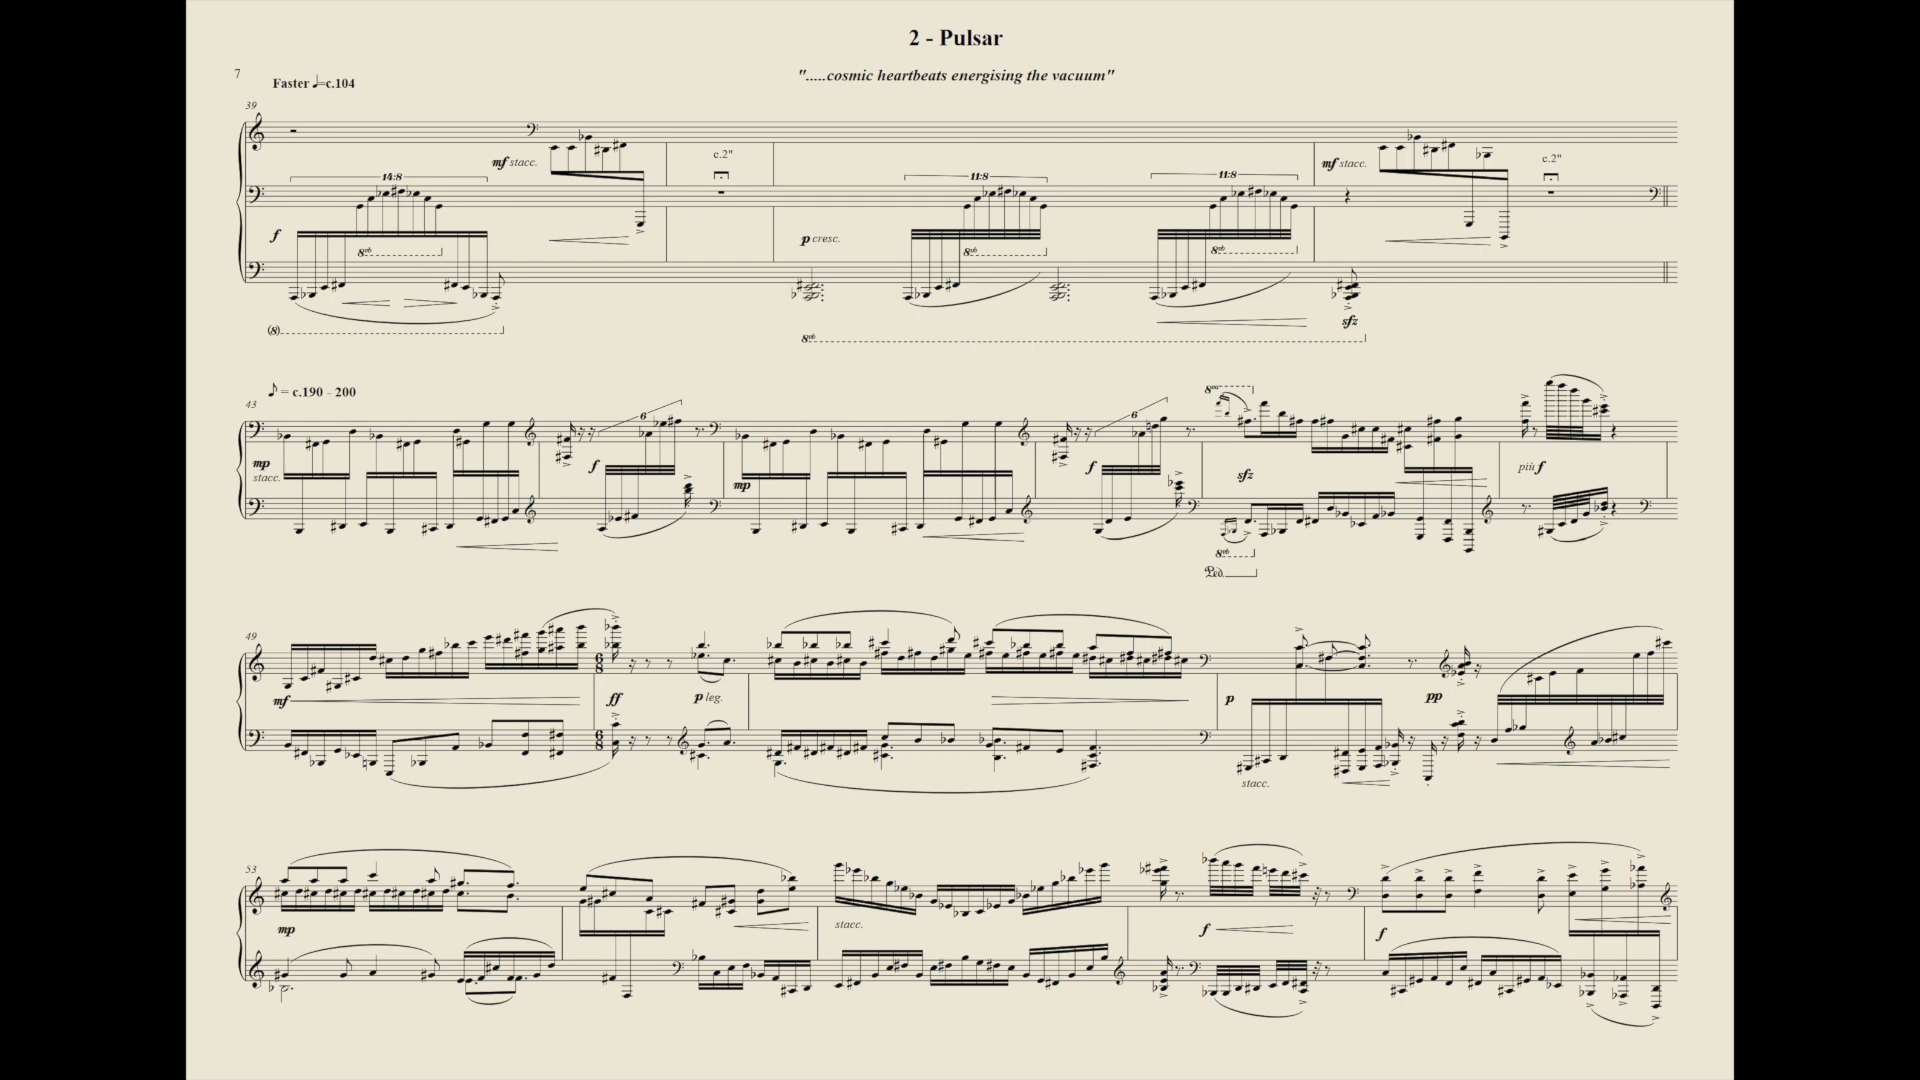 2 - Pulsar
7
".....cosmic heartbeats energising the vacuum"
Faster ♩=c.104
39
mf stacc.
c.2"
mf stacc.
c.2"
14:8
11:8
11:8
f
8vb
p cresc.
8vb
8vb
(8)
8vb
sfz
♪ = c.190 - 200
43
8va
6
6
mp
stacc.
f
mp
f
sfz
più f
8vb
Ped.
49
6
8
mf
ff
p leg.
p
pp
6
8
stacc.
53
mp
stacc.
f
f